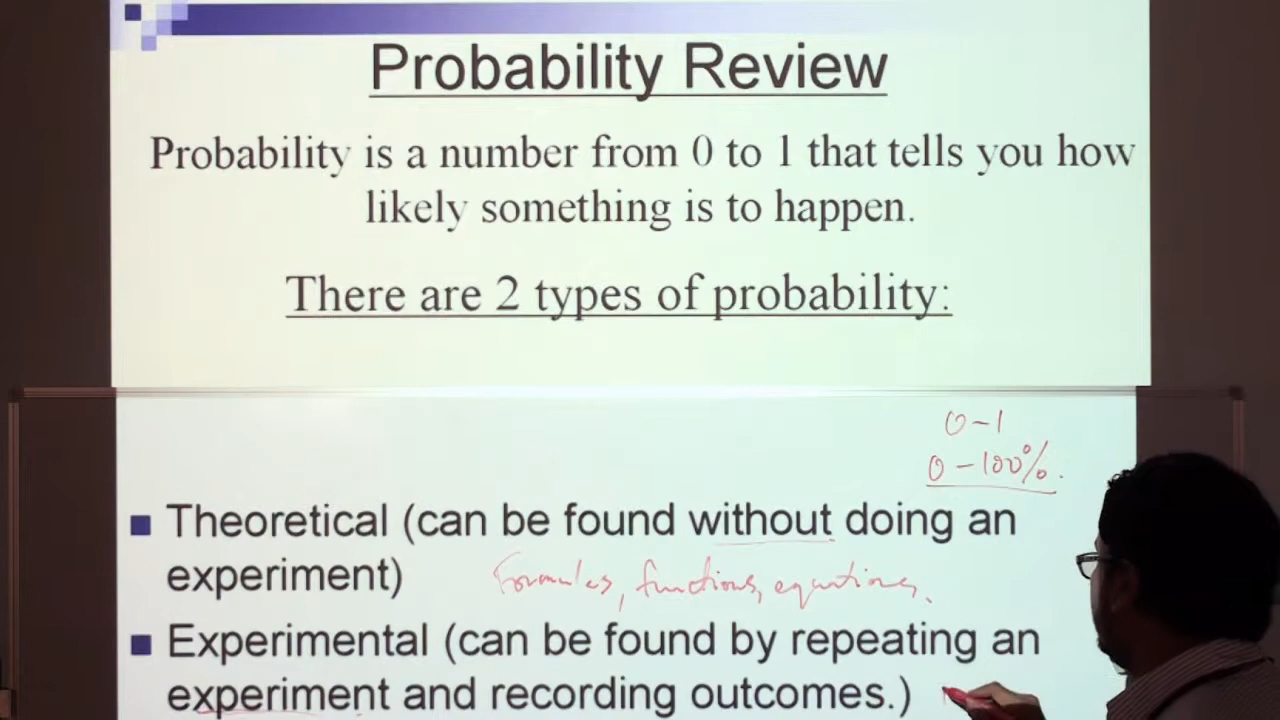 Probability Review
Probability is a number from 0 to 1 that tells you how
likely something is to happen.
There are 2 types of probability:
0-1
0-100%.
Theoretical (can be found without doing an
experiment) Formulas, functions, equations.
Experimental (can be found by repeating an
experiment and recording outcomes.)